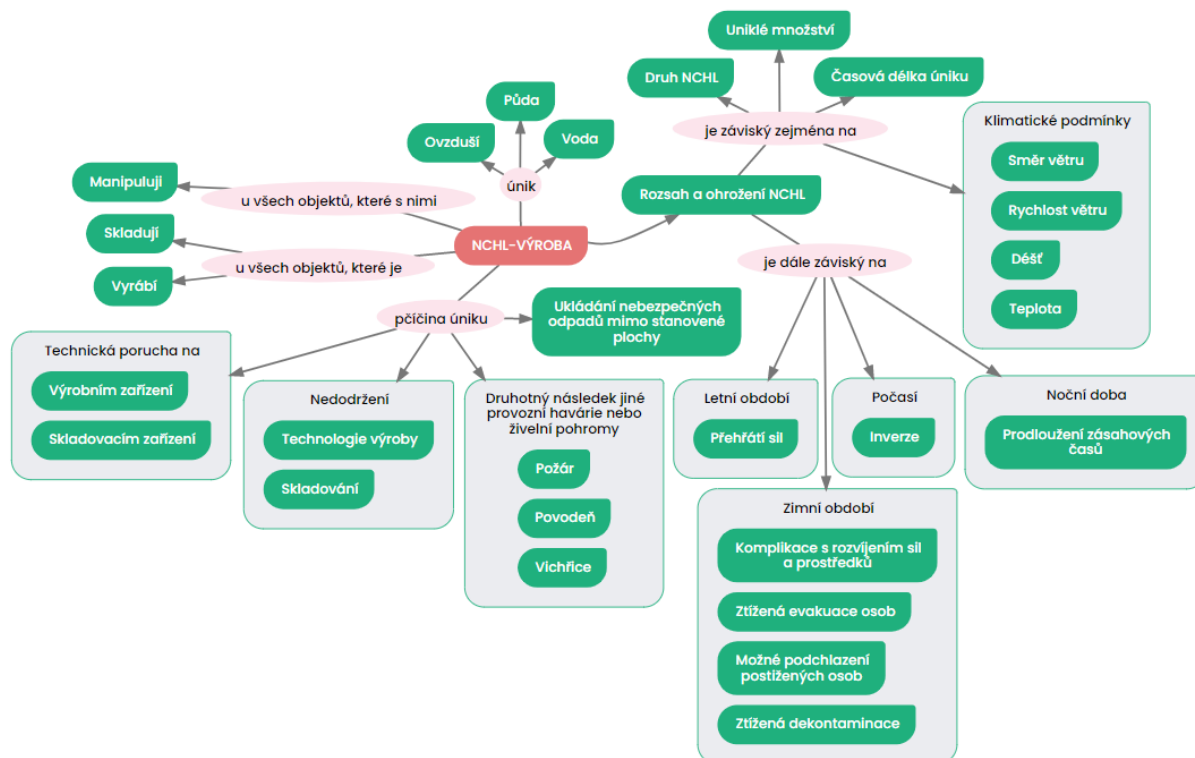 Uniklé množství
Druh NCHL
Časová délka úniku
je záviský zejména na
Půda
Ovzduší
Voda
únik
Klimatické podmínky
Směr větru
Rychlost větru
Déšť
Teplota
Manipuluji
u všech objektů, které s nimi
Rozsah a ohrožení NCHL
Skladují
NCHL-VÝROBA
u všech objektů, které je
je dále záviský na
Vyrábí
pčíčina úniku
Ukládání nebezpečných
odpadů mimo stanovené
plochy
Technická porucha na
Výrobním zařízení
Skladovacím zařízení
Nedodržení
Technologie výroby
Skladování
Druhotný následek jiné
provozní havárie nebo
živelní pohromy
Požár
Povodeň
Vichřice
Letní období
Přehřátí sil
Počasí
Inverze
Noční doba
Prodloužení zásahových
časů
Zimní období
Komplikace s rozvíjením sil
a prostředků
Ztížená evakuace osob
Možné podchlazení
postižených osob
Ztížená dekontaminace